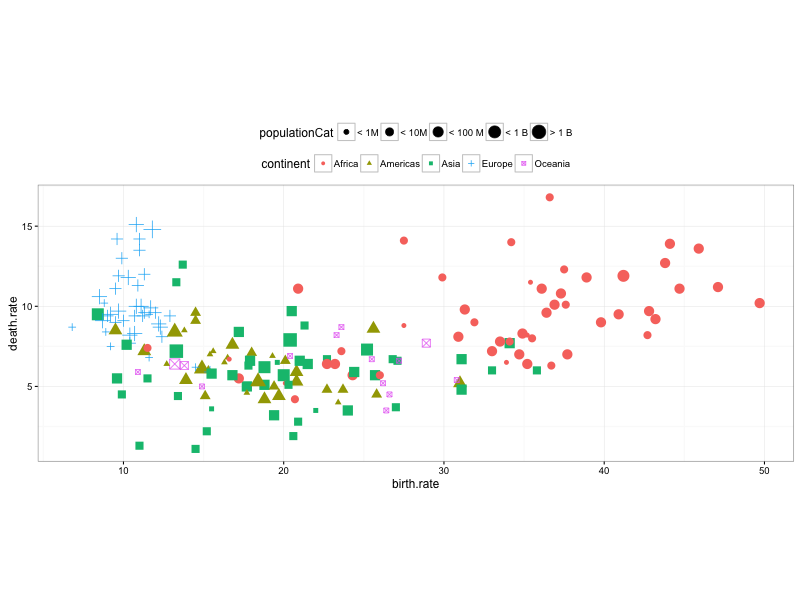 populationCat < 1M < 10M < 100 M < 1 B > 1 B
continent Africa Americas Asia Europe Oceania
death.rate
15
10
5
10 20 30 40 50
birth.rate